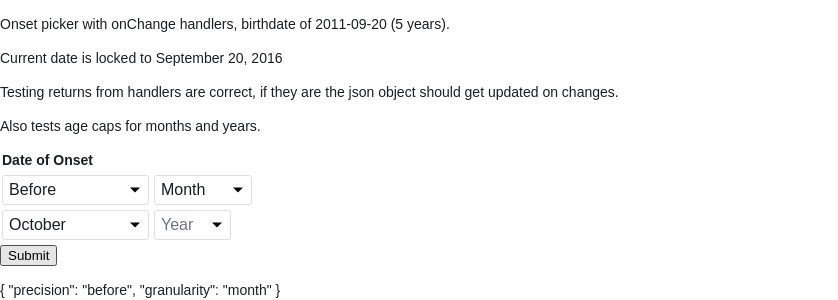 Onset picker with onChange handlers, birthdate of 2011-09-20 (5 years).
Current date is locked to September 20, 2016
Testing returns from handlers are correct, if they are the json object should get updated on changes.
Also tests age caps for months and years.
Date of Onset
Before Month
October Year
Submit
{ "precision": "before", "granularity": "month" }